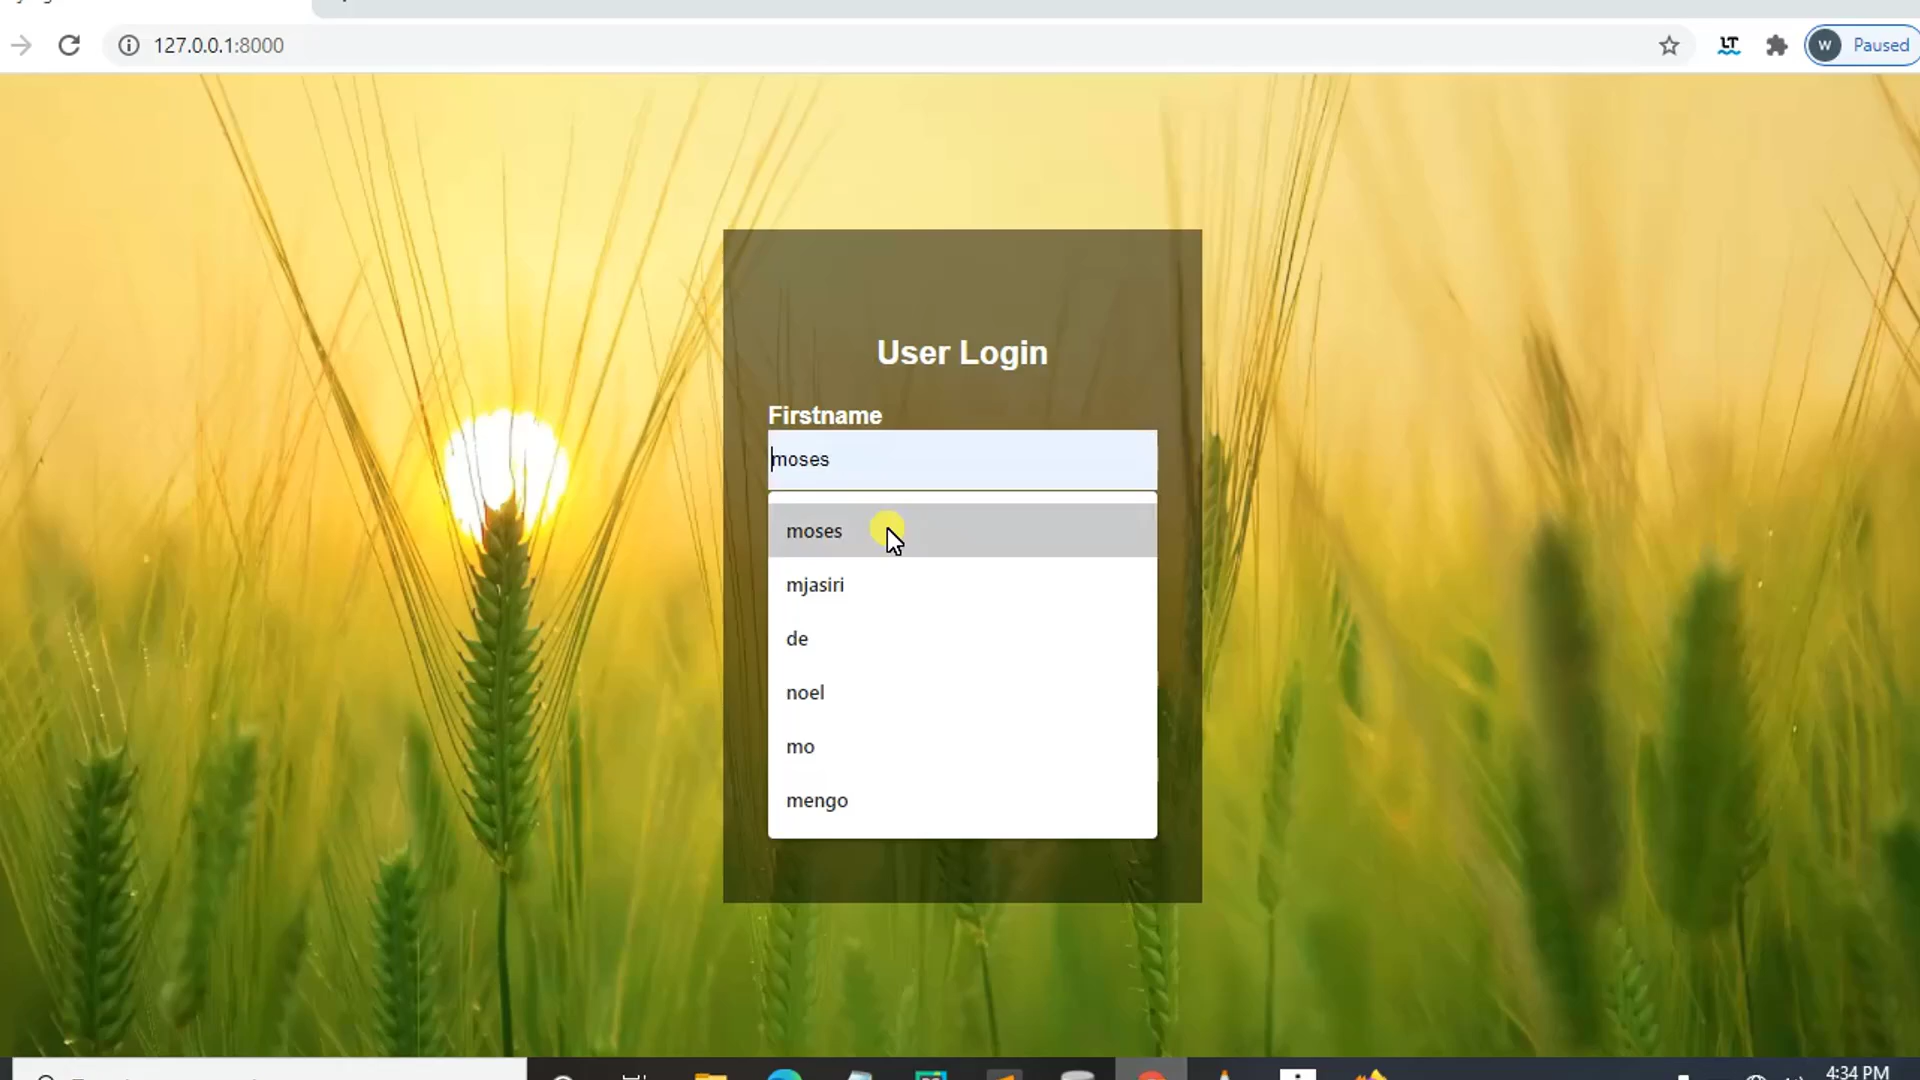 127.0.0.1:8000
LT
W
Paused
User Login
Firstname
moses
moses
mjasiri
de
noel
mo
mengo
4:34 PM